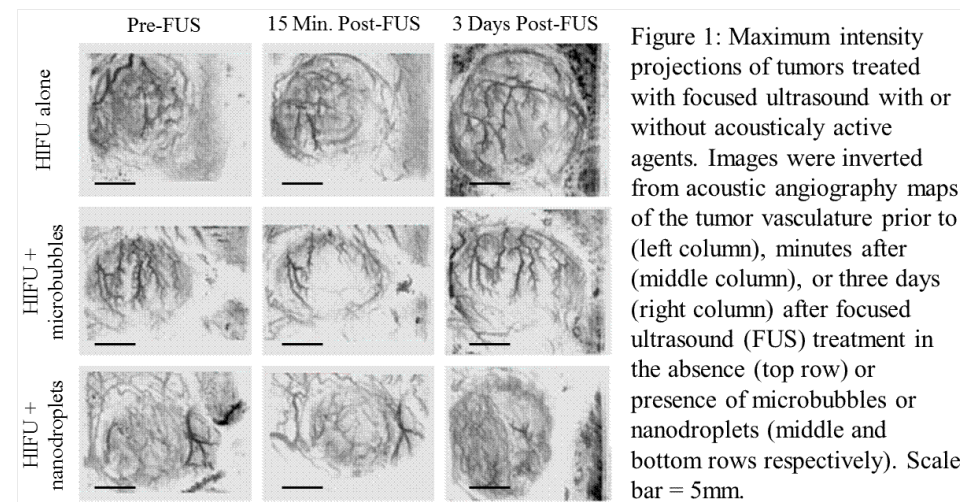 Pre-FUS
15 Min. Post-FUS
3 Days Post-FUS
HIFU alone
HIFU +
microbubbles
HIFU +
nanodroplets
Figure 1: Maximum intensity
projections of tumors treated
with focused ultrasound with or
without acousticaly active
agents. Images were inverted
from acoustic angiography maps
of the tumor vasculature prior to
(left column), minutes after
(middle column), or three days
(right column) after focused
ultrasound (FUS) treatment in
the absence (top row) or
presence of microbubbles or
nanodroplets (middle and
bottom rows respectively). Scale
bar = 5mm.